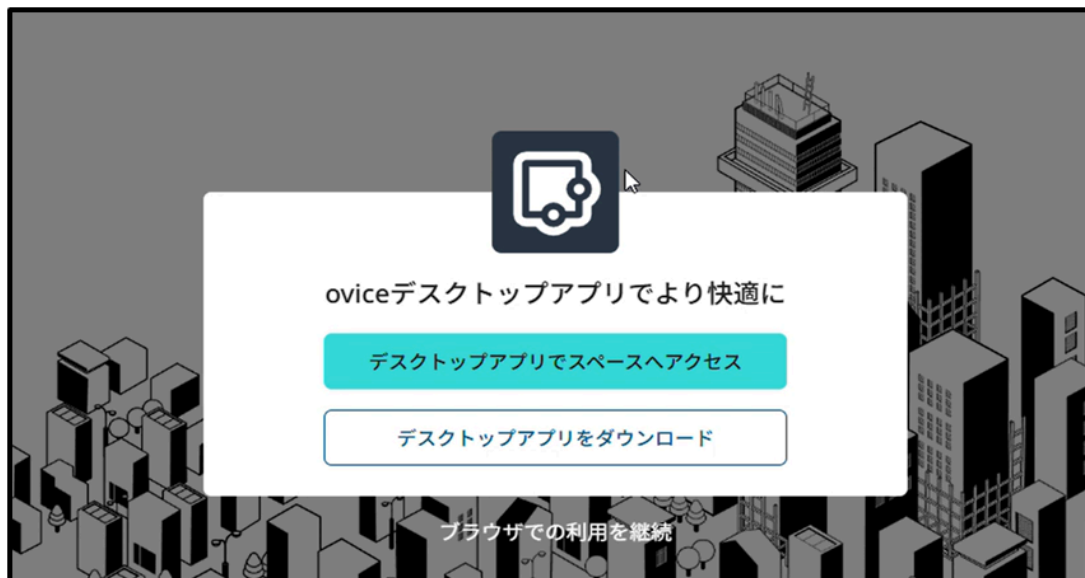 oviceデスクトップアプリでより快適に
デスクトップアプリでスペースへアクセス
デスクトップアプリをダウンロード
ブラウザでの利用を継続